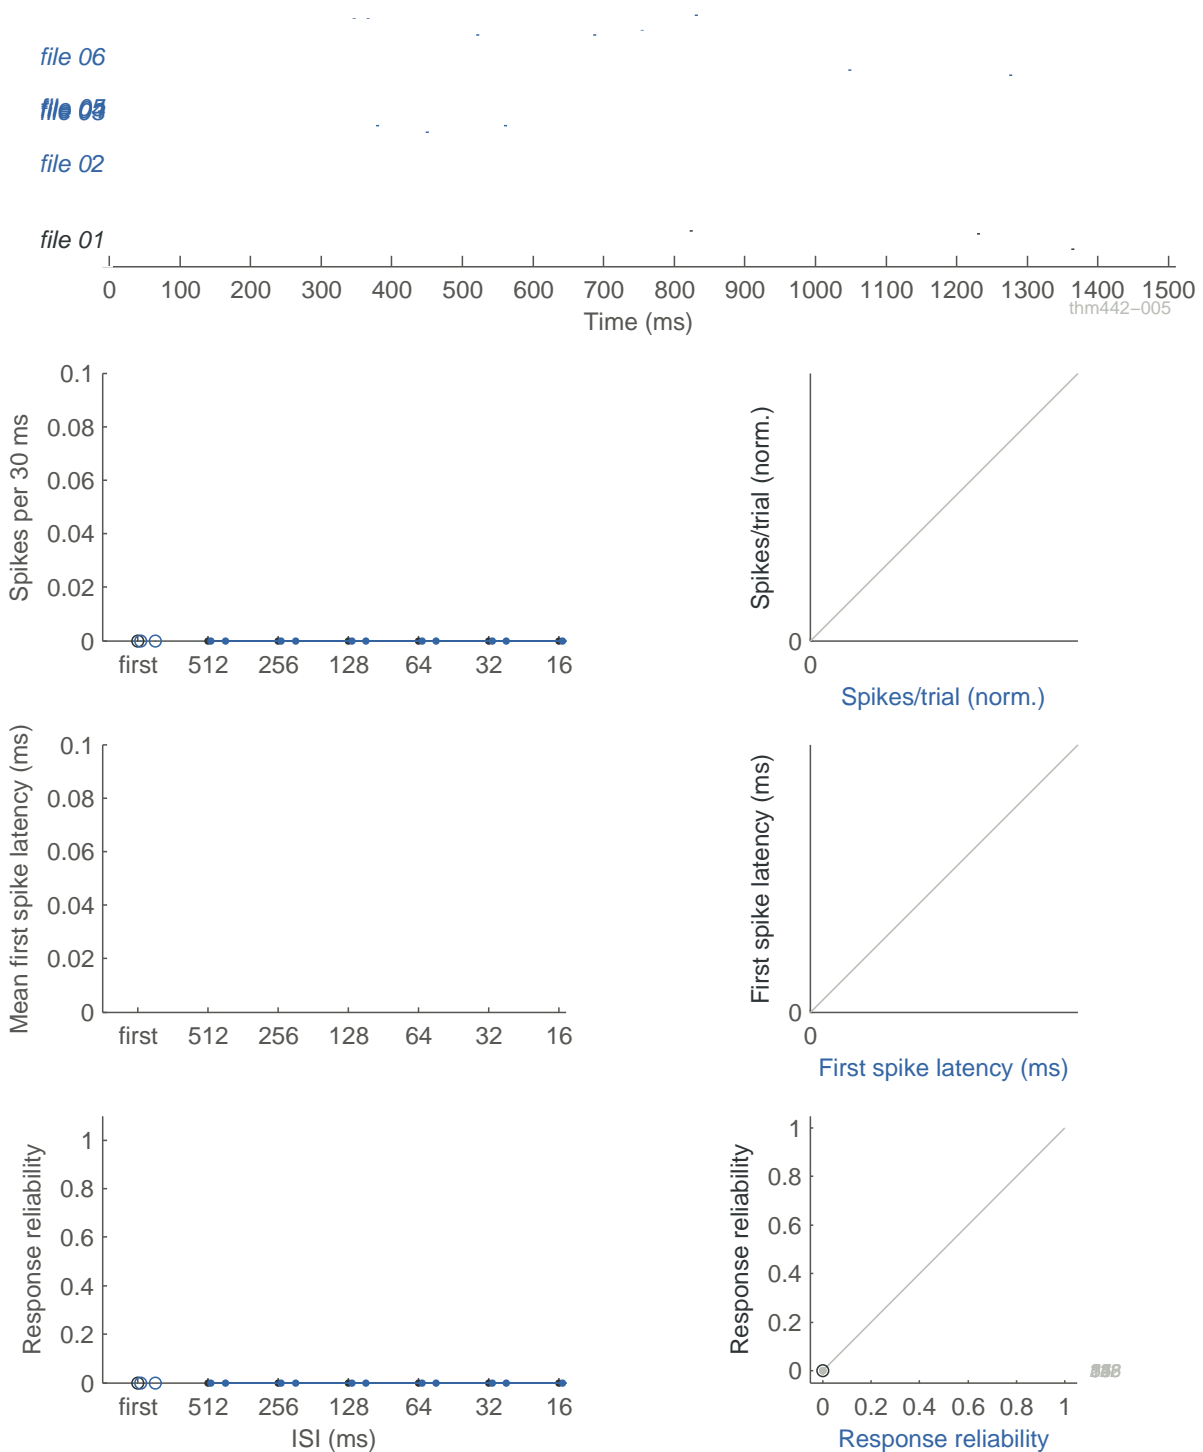 file 06
file 02
file 01
0 100 200 300 400 500 600 700 800 900 1000 1100 1200 1300 1400 1500
Time (ms)
thm442−005
Spikes per 30 ms
0.1
0.08
0.06
0.04
0.02
0
first 512 256 128 64 32 16
Spikes/trial (norm.)
0
0
Spikes/trial (norm.)
Mean first spike latency (ms)
0.1
0.08
0.06
0.04
0.02
0
first 512 256 128 64 32 16
First spike latency (ms)
0
0
First spike latency (ms)
Response reliability
1
0.8
0.6
0.4
0.2
0
first 512 256 128 64 32 16
ISI (ms)
Response reliability
1
0.8
0.6
0.4
0.2
0
0 0.2 0.4 0.6 0.8 1
Response reliability